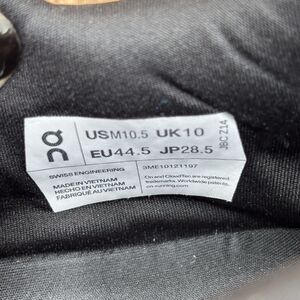 on
USM10.5 UK10
EU44.5 JP28.5
JBC Z14
SWISS ENGINEERING
3ME10121197
MADE IN VIETNAM
HECHO EN VIETNAM
FABRIQUÉ AU VIETNAM
On and CloudTec are registered
trademarks. Worldwide patents.
on-running.com.